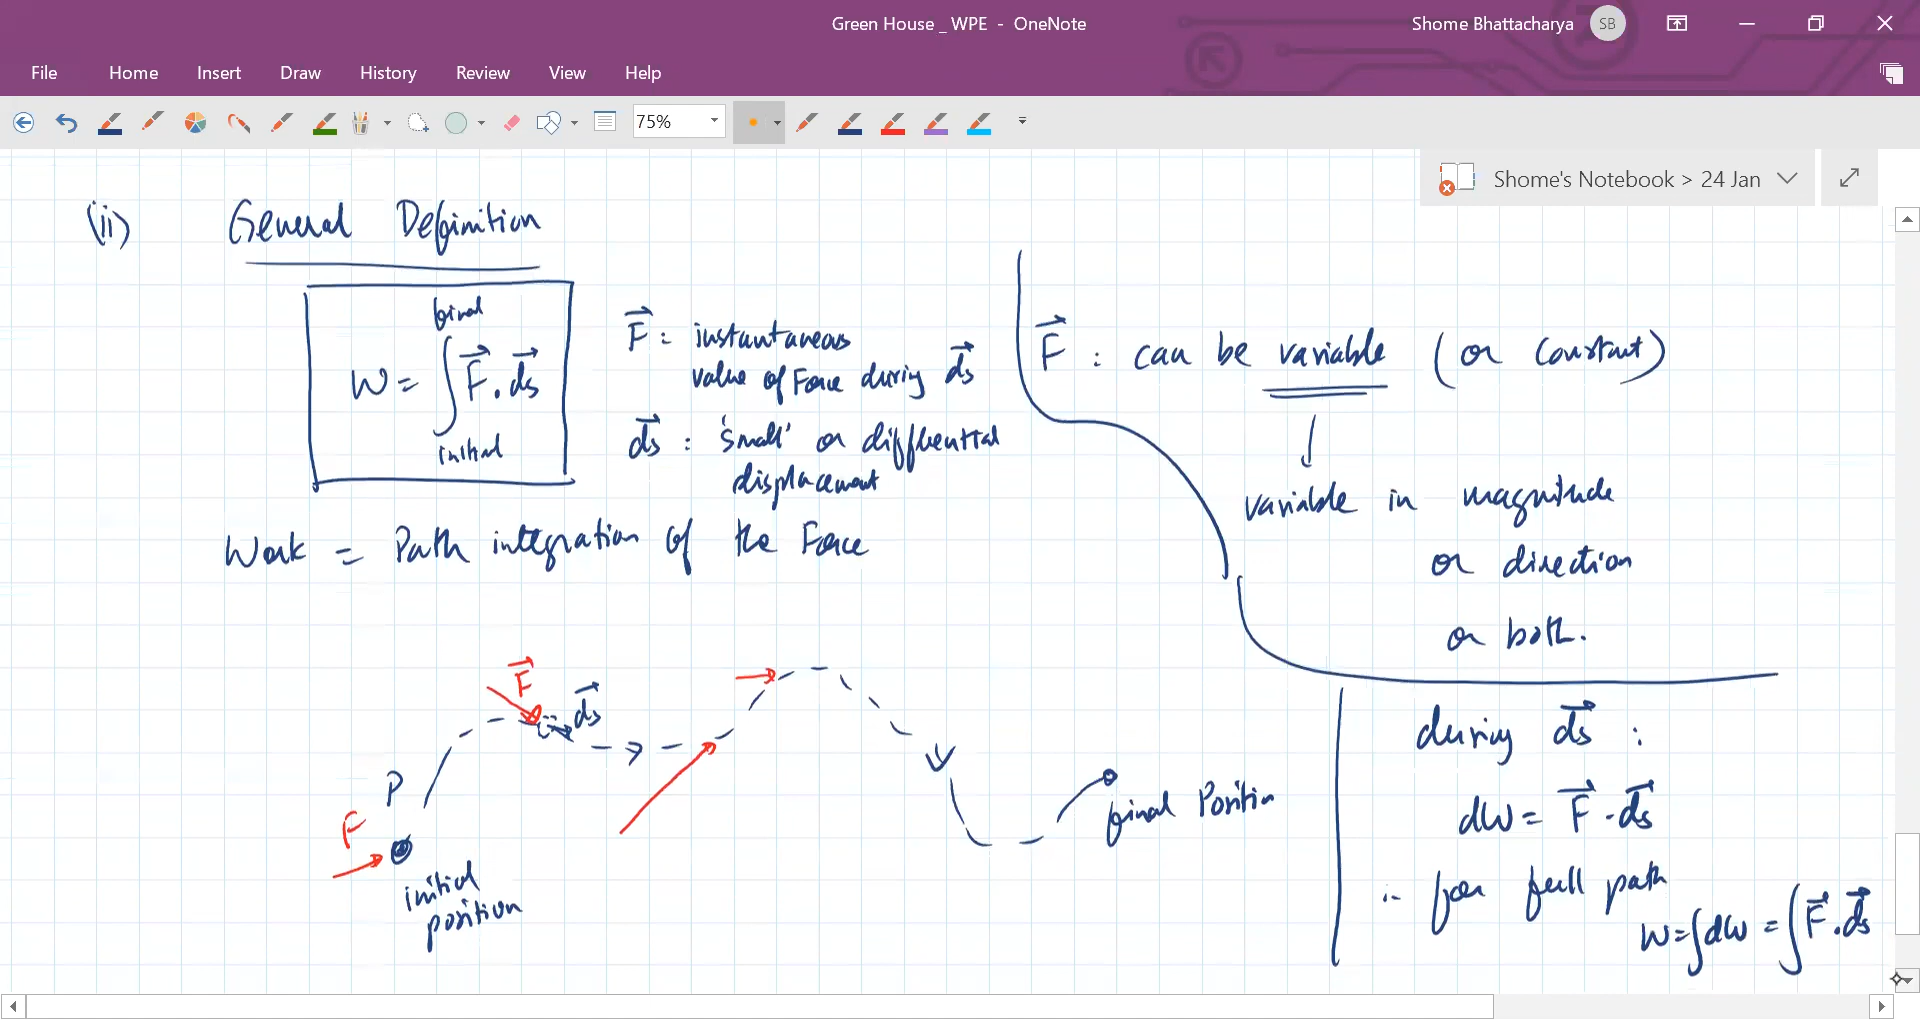 Green House _ WPE - OneNote
Shome Bhattacharya SB
File Home Insert Draw History Review View Help
75%
Shome's Notebook > 24 Jan
(ii) General Definition
final
W = ∫ F⃗ . ds⃗
initial
F⃗ : instantaneous
value of Force during ds⃗
ds⃗ : 'small' or differential
displacement
Work = Path integration of the Force
F⃗ : can be variable (or constant)
variable in magnitude
or direction
or both.
F⃗
ds⃗
P
F
initial
position
final Position
during ds⃗ :
dW = F⃗ . ds⃗
∴ for full path
W = ∫dW = ∫F⃗ . ds⃗